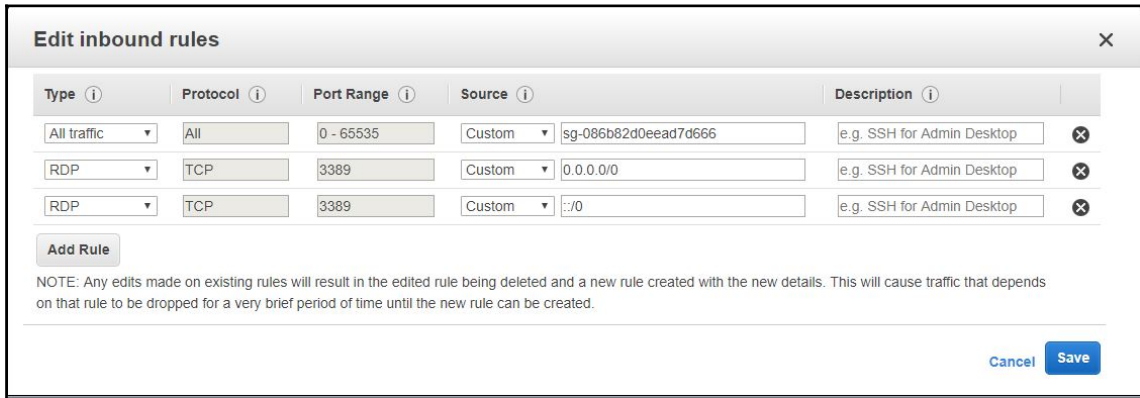 Edit inbound rules
Type Protocol Port Range Source Description
All traffic All 0 - 65535 Custom sg-086b82d0eead7d666 e.g. SSH for Admin Desktop
RDP TCP 3389 Custom 0.0.0.0/0 e.g. SSH for Admin Desktop
RDP TCP 3389 Custom ::/0 e.g. SSH for Admin Desktop
Add Rule
NOTE: Any edits made on existing rules will result in the edited rule being deleted and a new rule created with the new details. This will cause traffic that depends
on that rule to be dropped for a very brief period of time until the new rule can be created.
Cancel Save